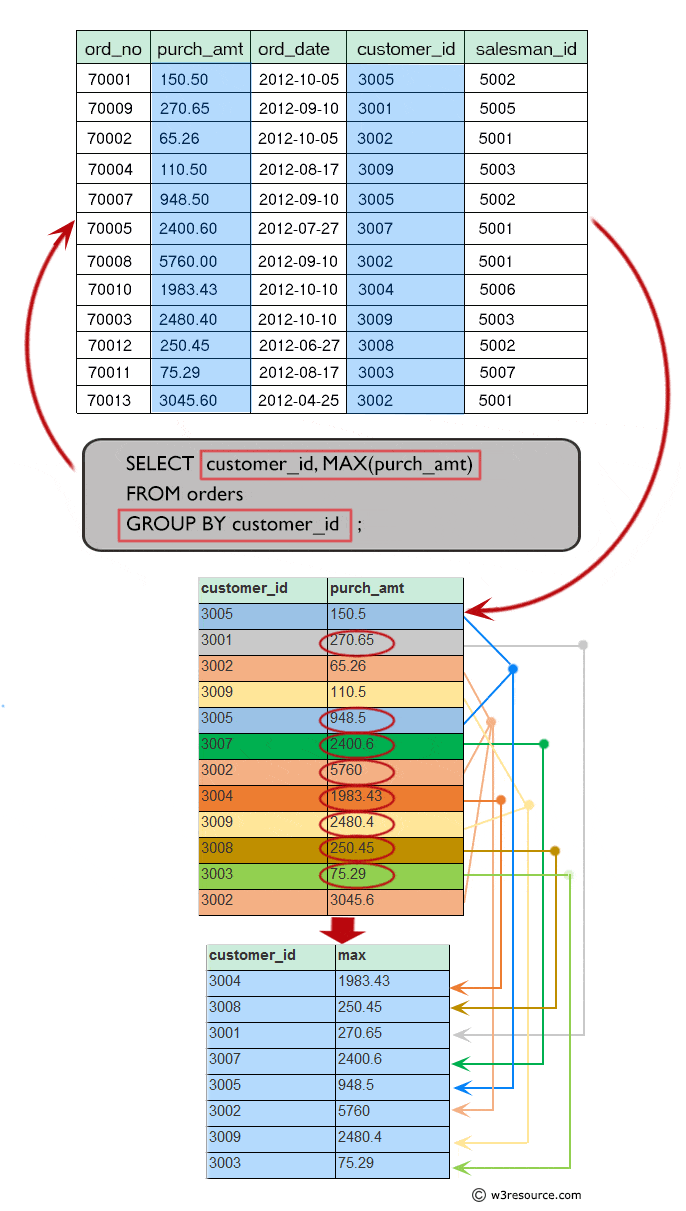 ord_no purch_amt ord_date customer_id salesman_id
70001 150.50 2012-10-05 3005 5002
70009 270.65 2012-09-10 3001 5005
70002 65.26 2012-10-05 3002 5001
70004 110.50 2012-08-17 3009 5003
70007 948.50 2012-09-10 3005 5002
70005 2400.60 2012-07-27 3007 5001
70008 5760.00 2012-09-10 3002 5001
70010 1983.43 2012-10-10 3004 5006
70003 2480.40 2012-10-10 3009 5003
70012 250.45 2012-06-27 3008 5002
70011 75.29 2012-08-17 3003 5007
70013 3045.60 2012-04-25 3002 5001
SELECT customer_id, MAX(purch_amt)
FROM orders
GROUP BY customer_id ;
customer_id purch_amt
3005 150.5
3001 270.65
3002 65.26
3009 110.5
3005 948.5
3007 2400.6
3002 5760
3004 1983.43
3009 2480.4
3008 250.45
3003 75.29
3002 3045.6
customer_id max
3004 1983.43
3008 250.45
3001 270.65
3007 2400.6
3005 948.5
3002 5760
3009 2480.4
3003 75.29
© w3resource.com